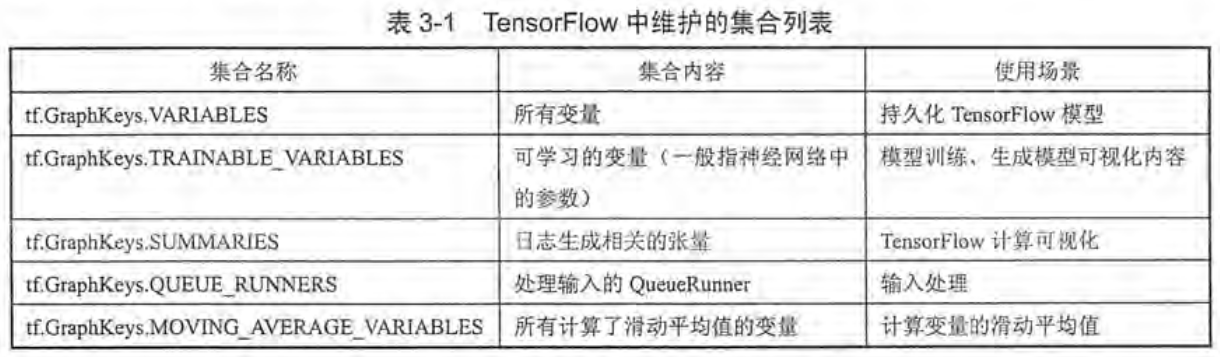 表 3-1 TensorFlow 中维护的集合列表
集合名称 集合内容 使用场景
tf.GraphKeys.VARIABLES 所有变量 持久化 TensorFlow 模型
tf.GraphKeys.TRAINABLE_VARIABLES 可学习的变量（一般指神经网络中 模型训练、生成模型可视化内容
的参数）
tf.GraphKeys.SUMMARIES 日志生成相关的张量 TensorFlow 计算可视化
tf.GraphKeys.QUEUE_RUNNERS 处理输入的 QueueRunner 输入处理
tf.GraphKeys.MOVING_AVERAGE_VARIABLES 所有计算了滑动平均值的变量 计算变量的滑动平均值